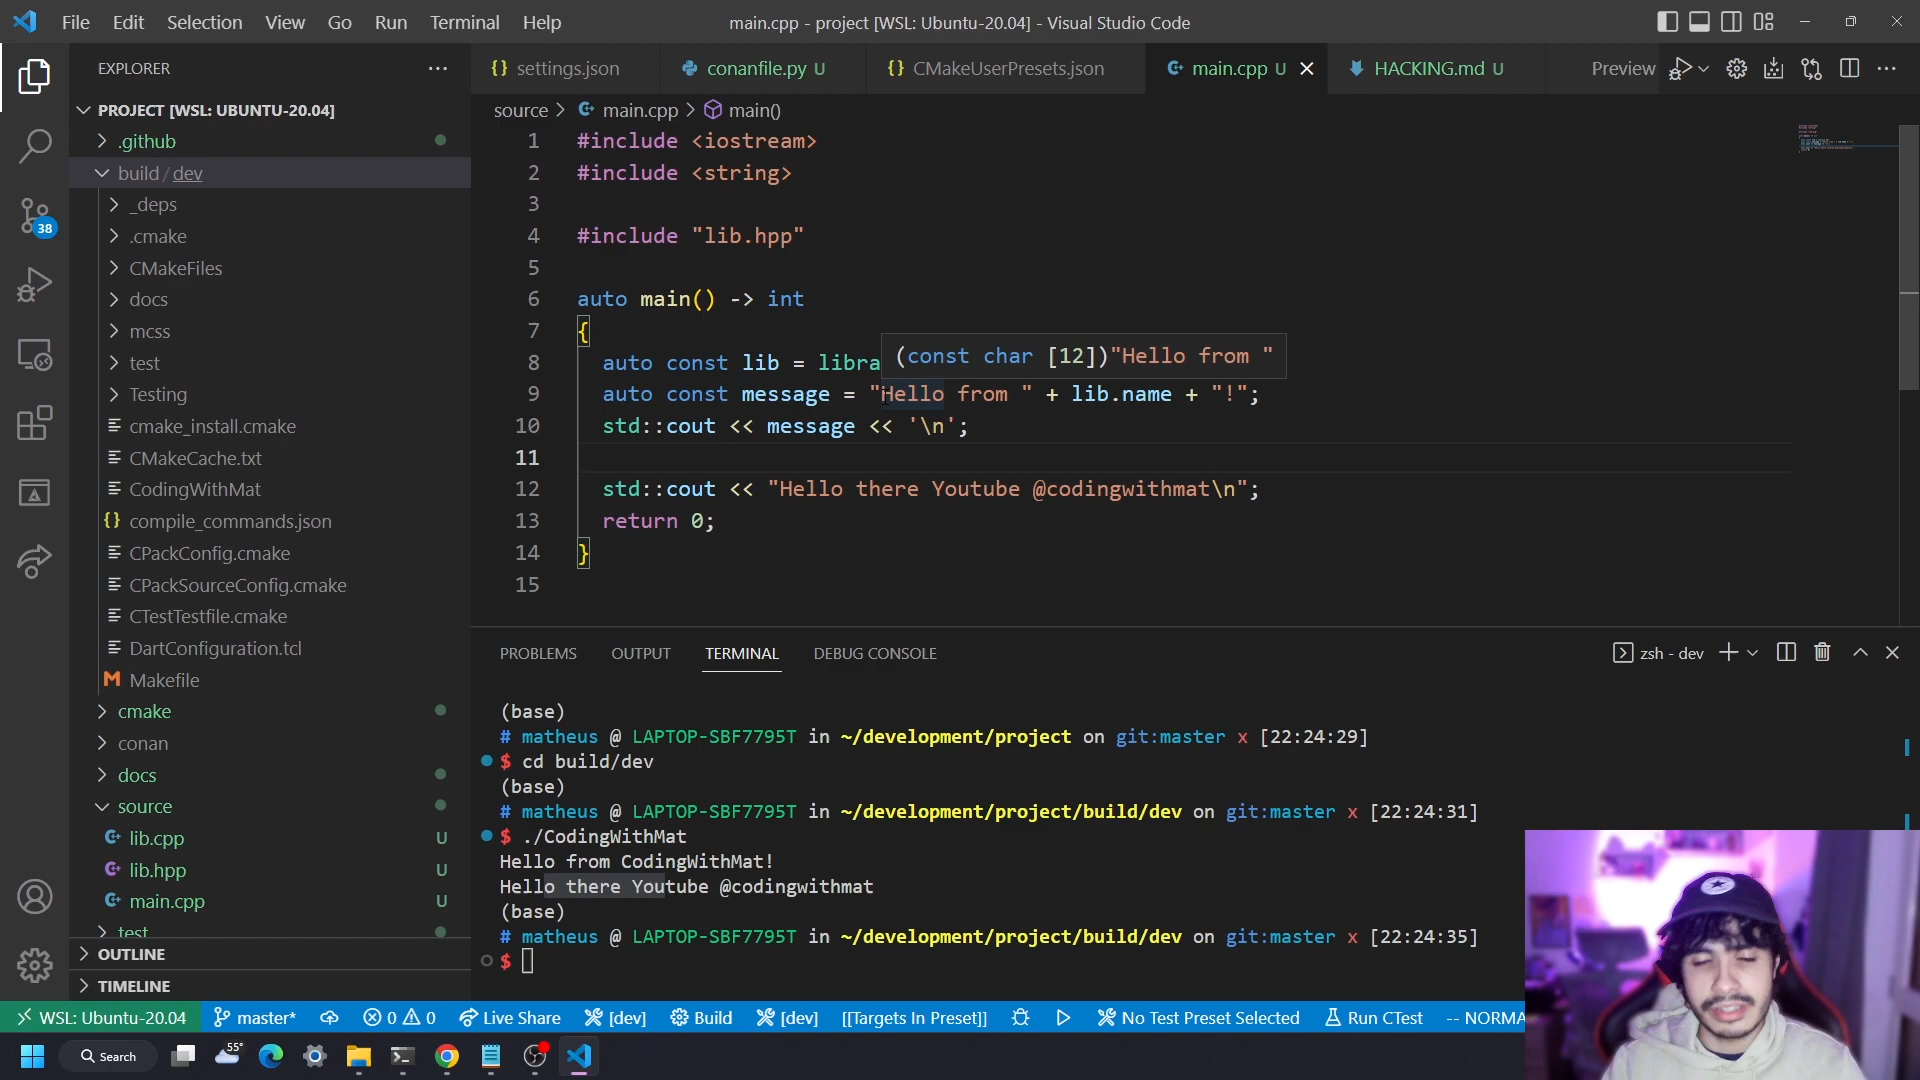 File Edit Selection View Go Run Terminal Help
main.cpp - project [WSL: Ubuntu-20.04] - Visual Studio Code
EXPLORER
PROJECT [WSL: UBUNTU-20.04]
.github
build / dev
_deps
.cmake
CMakeFiles
docs
mcss
test
Testing
cmake_install.cmake
CMakeCache.txt
CodingWithMat
{} compile_commands.json
CPackConfig.cmake
CPackSourceConfig.cmake
CTestTestfile.cmake
DartConfiguration.tcl
M Makefile
cmake
conan
docs
source
lib.cpp U
lib.hpp U
main.cpp U
test
OUTLINE
TIMELINE
38
{} settings.json
conanfile.py U
{} CMakeUserPresets.json
main.cpp U
HACKING.md U
Preview
source > main.cpp > main()
1 #include <iostream>
2 #include <string>
3
4 #include "lib.hpp"
5
6 auto main() -> int
7 {
(const char [12])"Hello from "
8 auto const lib = libra
9 auto const message = "Hello from " + lib.name + "!";
10 std::cout << message << '\n';
11
12 std::cout << "Hello there Youtube @codingwithmat\n";
13 return 0;
14 }
15
PROBLEMS OUTPUT TERMINAL DEBUG CONSOLE
zsh - dev
(base)
# matheus @ LAPTOP-SBF7795T in ~/development/project on git:master x [22:24:29]
$ cd build/dev
(base)
# matheus @ LAPTOP-SBF7795T in ~/development/project/build/dev on git:master x [22:24:31]
$ ./CodingWithMat
Hello from CodingWithMat!
Hello there Youtube @codingwithmat
(base)
# matheus @ LAPTOP-SBF7795T in ~/development/project/build/dev on git:master x [22:24:35]
$
WSL: Ubuntu-20.04 master* 0 0 Live Share [dev] Build [dev] [[Targets In Preset]] No Test Preset Selected Run CTest -- NORMA
Search 55°